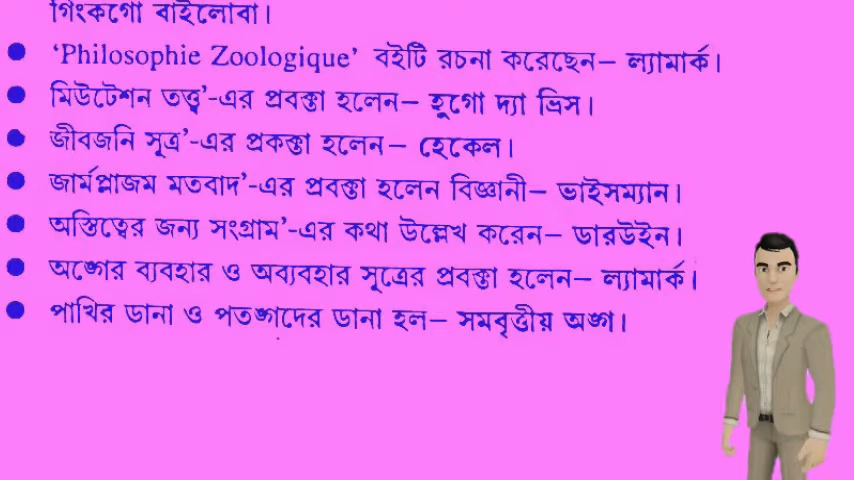 গিংকগো বাইলোবা।
• ‘Philosophie Zoologique’ বইটি রচনা করেছেন– ল্যামার্ক।
• মিউটেশন তত্ত্ব’-এর প্রবক্তা হলেন– হুগো দ্য ভ্রিস।
• জীবজনি সূত্র’-এর প্রকক্তা হলেন– হেকেল।
• জার্মপ্লাজম মতবাদ’-এর প্রবক্তা হলেন বিজ্ঞানী– ভাইসম্যান।
• অস্তিত্বের জন্য সংগ্রাম’-এর কথা উল্লেখ করেন– ডারউইন।
• অঙ্গের ব্যবহার ও অব্যবহার সূত্রের প্রবক্তা হলেন– ল্যামার্ক।
• পাখির ডানা ও পতঙ্গদের ডানা হল– সমবৃত্তীয় অঙ্গ।